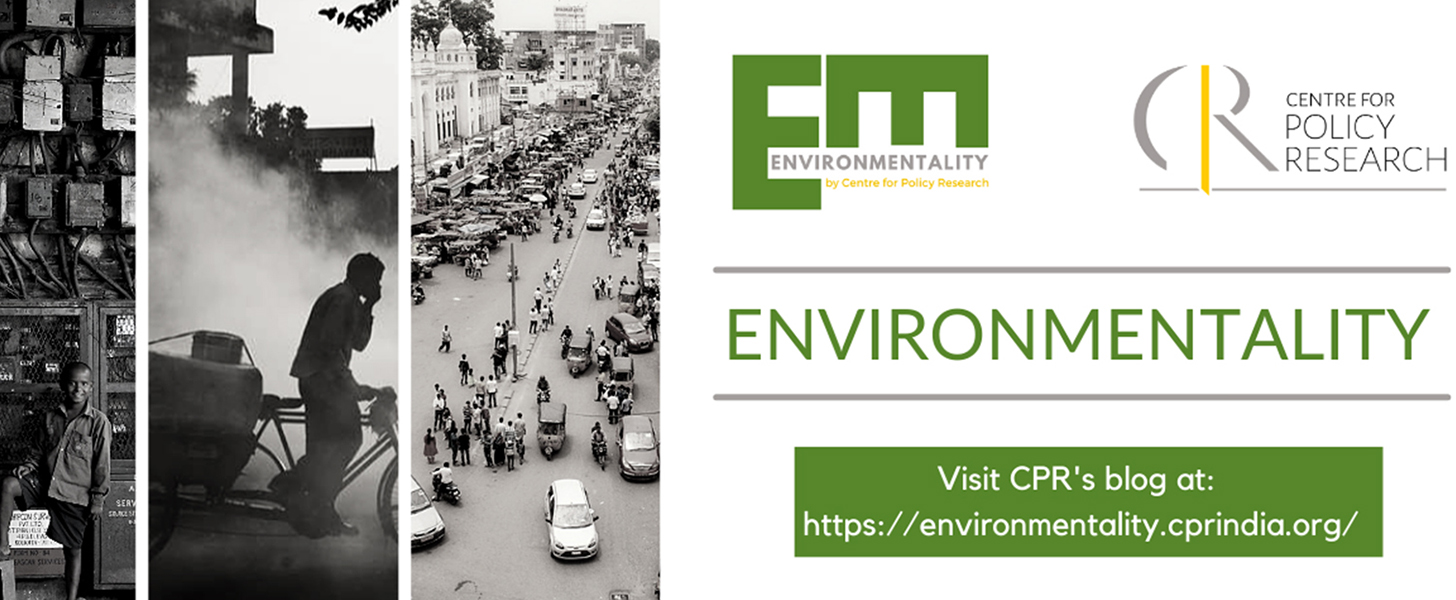 EM
ENVIRONMENTALITY
by Centre for Policy Research
CR
CENTRE FOR
POLICY
RESEARCH
ENVIRONMENTALITY
Visit CPR's blog at:
https://environmentality.cprindia.org/